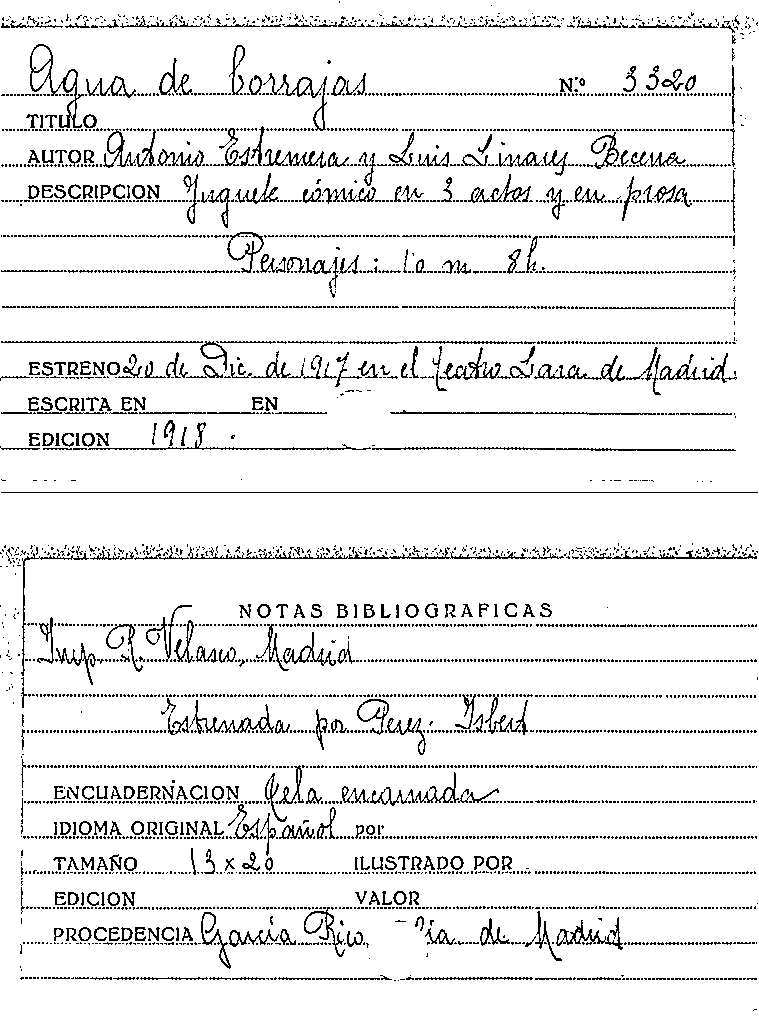 Agua de borrajas Nº 3320
TITULO
AUTOR Antonio Estremera y Luis Linares Becerra
DESCRIPCION Juguete cómico en 3 actos y en prosa
Personajes: 10 m. 8 h.
ESTRENO 20 de Dic. de 1917 en el teatro Lara de Madrid.
ESCRITA EN EN
EDICION 1918.
NOTAS BIBLIOGRAFICAS
Imp. R. Velasco, Madrid
Estrenada por Perez-Isbert
ENCUADERNACION tela encarnada
IDIOMA ORIGINAL Español por
TAMAÑO 13 x 20 ILUSTRADO POR
EDICION VALOR
PROCEDENCIA García Rico de Madrid